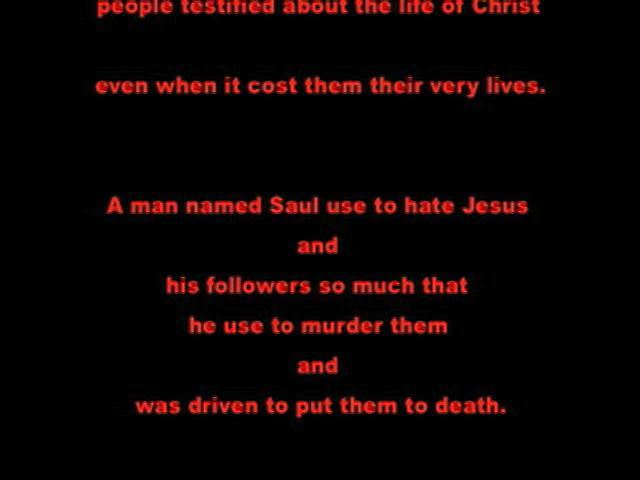 people testified about the life of Christ
even when it cost them their very lives.
A man named Saul use to hate Jesus
and
his followers so much that
he use to murder them
and
was driven to put them to death.